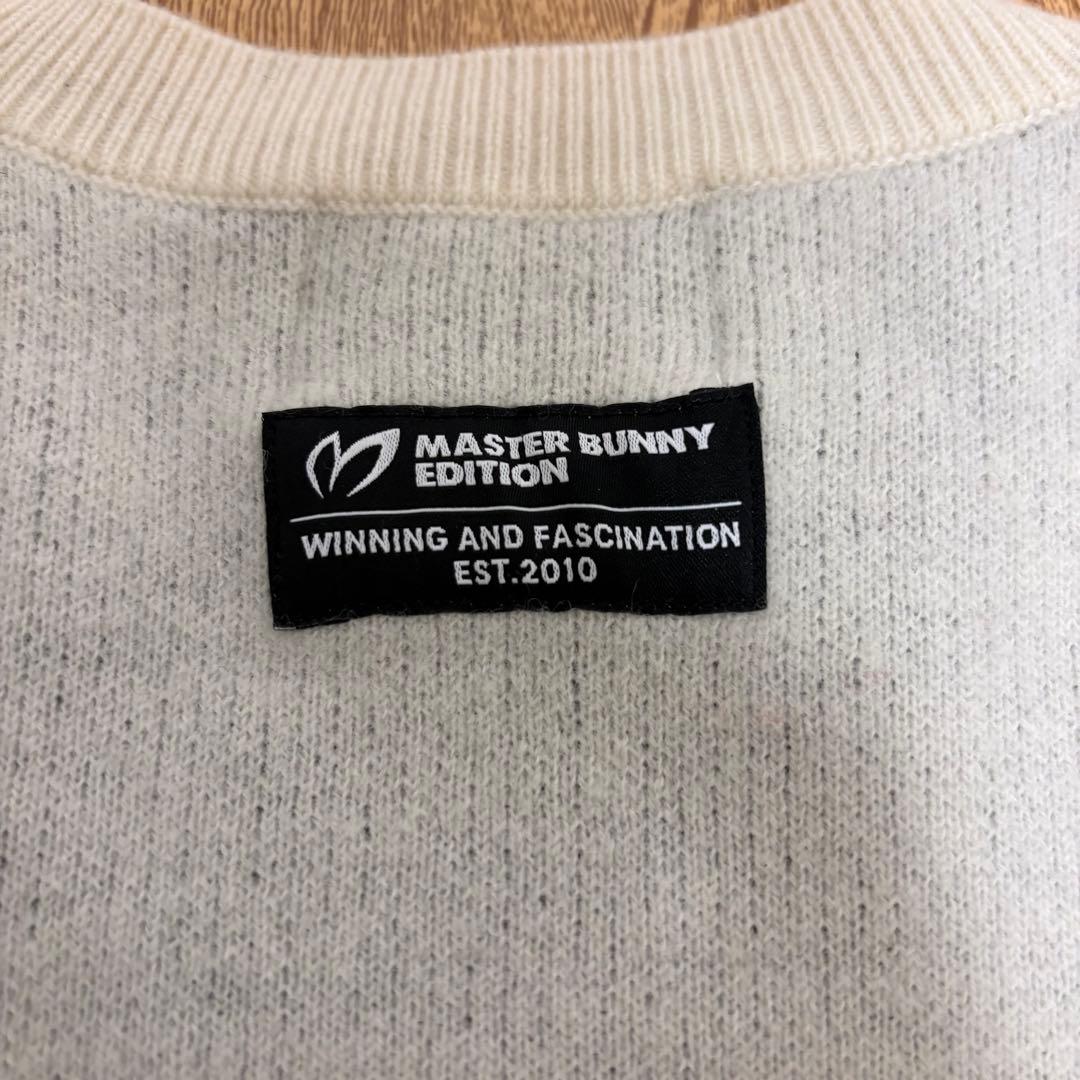 MASTER BUNNY
EDITION
WINNING AND FASCINATION
EST.2010